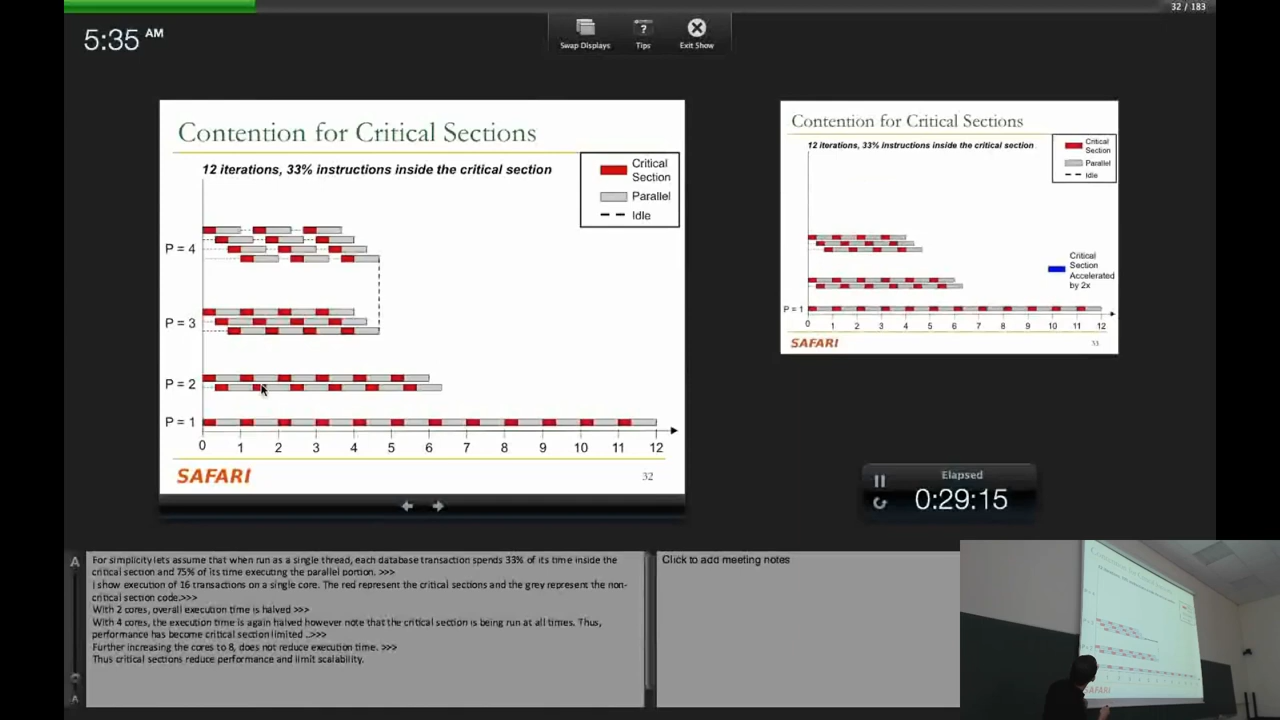 32 / 183
5:35 AM
Swap Displays
Tips
Exit Show
Contention for Critical Sections
12 iterations, 33% instructions inside the critical section
Critical
Section
Parallel
Idle
P = 4
P = 3
P = 2
P = 1
0 1 2 3 4 5 6 7 8 9 10 11 12
SAFARI
32
Contention for Critical Sections
12 iterations, 33% instructions inside the critical section
Critical
Section
Parallel
Idle
Critical
Section
Accelerated
by 2x
P = 1
0 1 2 3 4 5 6 7 8 9 10 11 12
SAFARI
31
Elapsed
0:29:15
A
For simplicity lets assume that when run as a single thread, each database transaction spends 33% of its time inside the
critical section and 75% of its time executing the parallel portion. >>>
I show execution of 16 transactions on a single core. The red represent the critical sections and the grey represent the non-
critical section code.>>>
With 2 cores, overall execution time is halved >>>
With 4 cores, the execution time is again halved however note that the critical section is being run at all times. Thus,
performance has become critical section limited ..>>>
Further increasing the cores to 8, does not reduce execution time. >>>
Thus critical sections reduce performance and limit scalability.
A
Click to add meeting notes
SAFARI